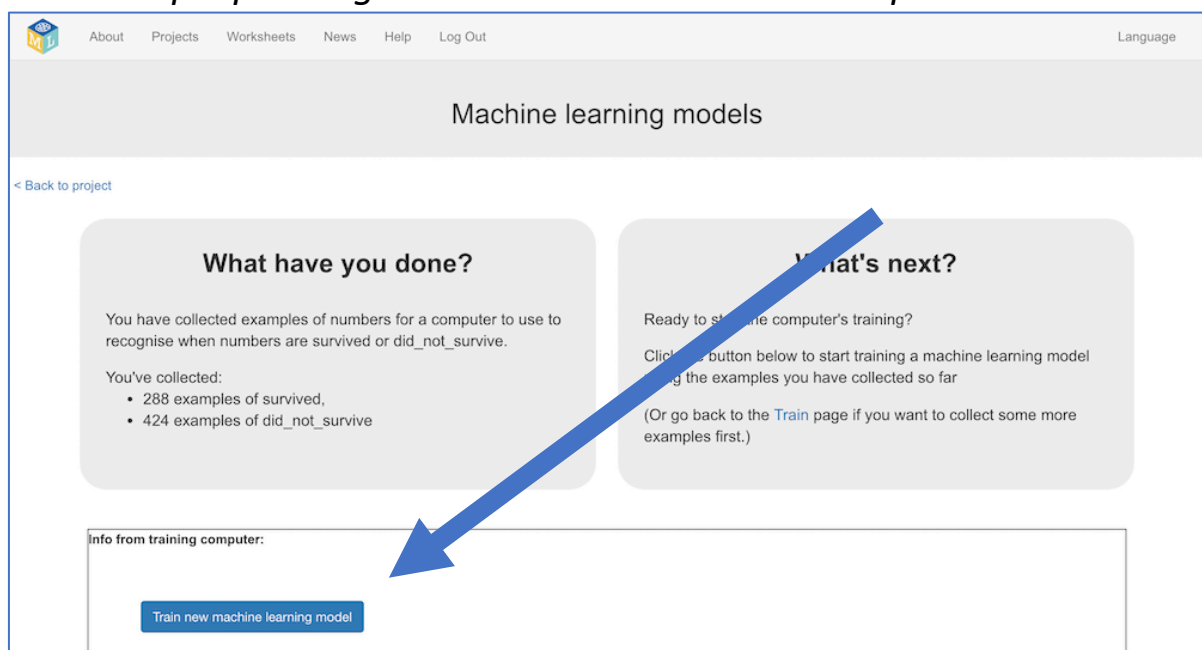 About Projects Worksheets News Help Log Out Language
Machine learning models
< Back to project
What have you done?
You have collected examples of numbers for a computer to use to
recognise when numbers are survived or did_not_survive.
You've collected:
• 288 examples of survived,
• 424 examples of did_not_survive
What's next?
Ready to the computer's training?
Click button below to start training a machine learning model
the examples you have collected so far
(Or go back to the Train page if you want to collect some more
examples first.)
Info from training computer:
Train new machine learning model